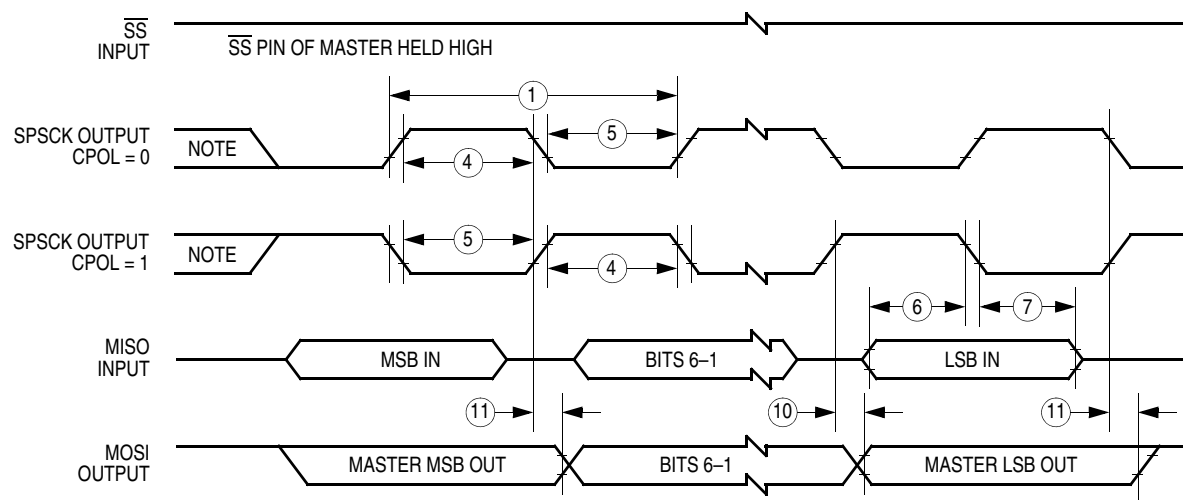 SS
INPUT
SS PIN OF MASTER HELD HIGH
1
SPSCK OUTPUT
CPOL = 0
NOTE
5
4
SPSCK OUTPUT
CPOL = 1
NOTE
5
4
6
7
MISO
INPUT
MSB IN
BITS 6–1
LSB IN
11
10
11
MOSI
OUTPUT
MASTER MSB OUT
BITS 6–1
MASTER LSB OUT